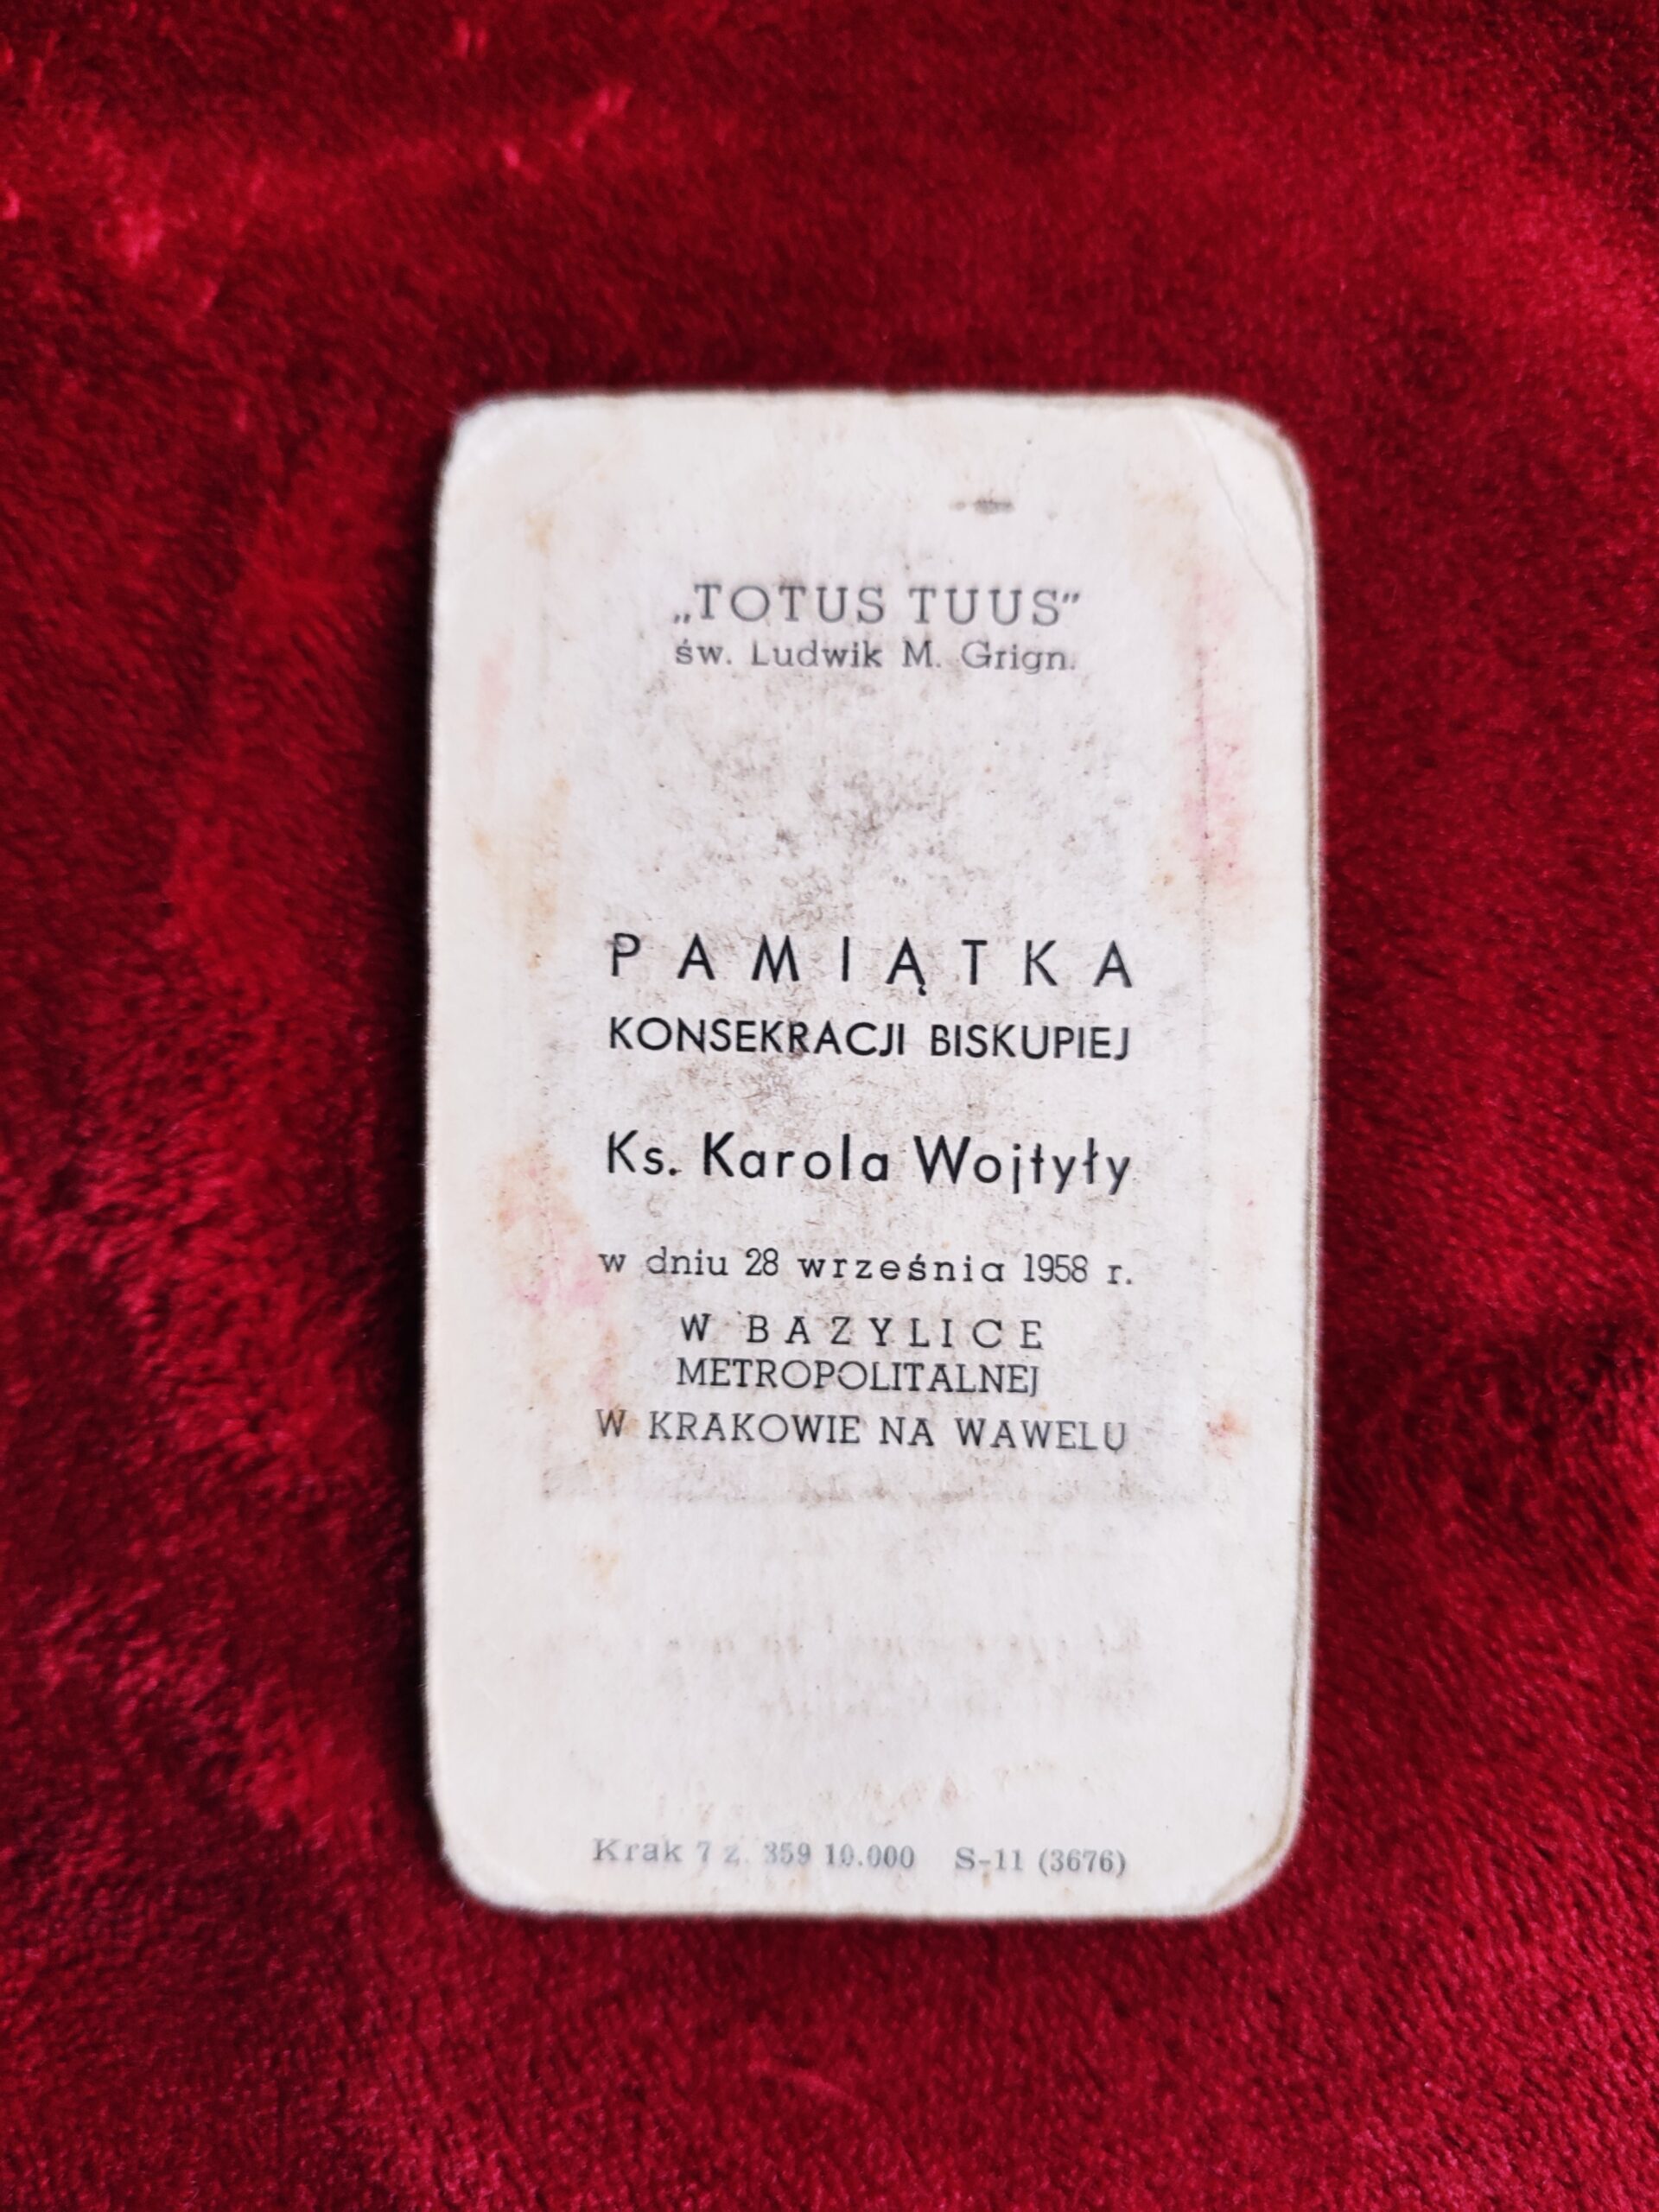 „TOTUS TUUS”
św. Ludwik M. Grign.
PAMIĄTKA
KONSEKRACJI BISKUPIEJ
Ks. Karola Wojtyły
w dniu 28 września 1958 r.
W BAZYLICE
METROPOLITALNEJ
W KRAKOWIE NA WAWELU
Krak 7 z. 359 10.000 S-11 (3676)